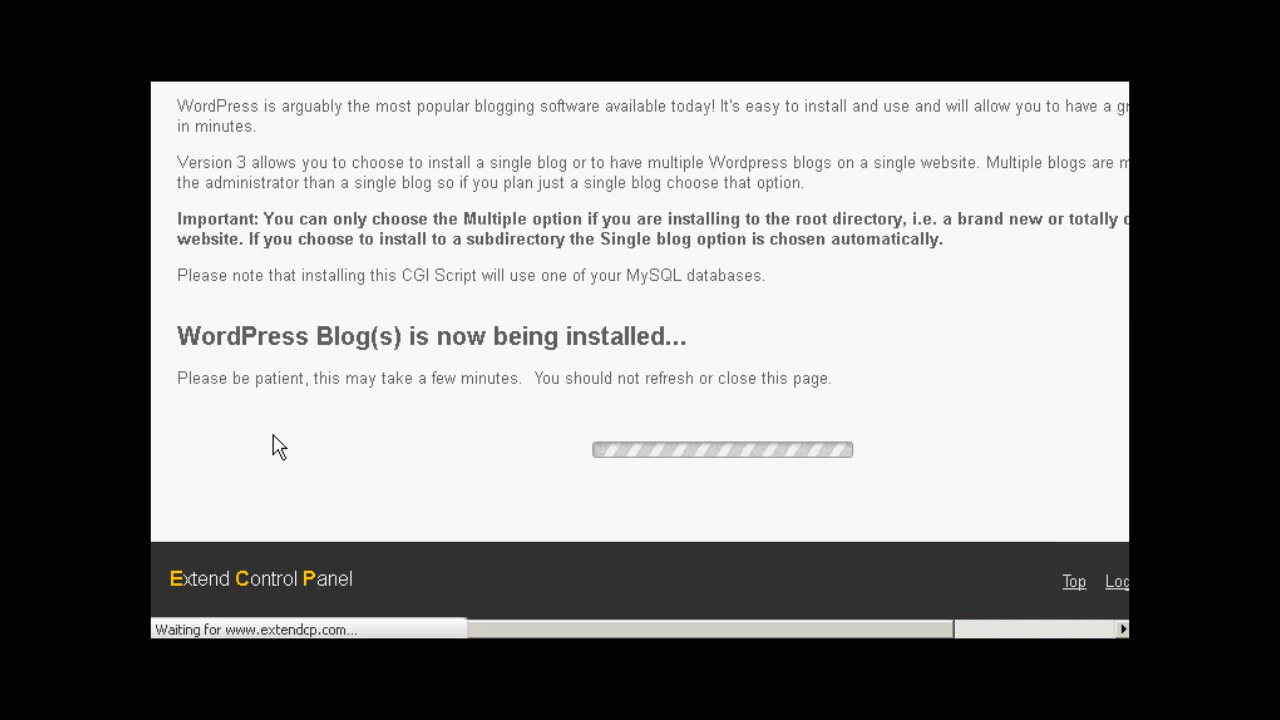 WordPress is arguably the most popular blogging software available today! It's easy to install and use and will allow you to have a
in minutes.
Version 3 allows you to choose to install a single blog or to have multiple Wordpress blogs on a single website. Multiple blogs are
the administrator than a single blog so if you plan just a single blog choose that option.
Important: You can only choose the Multiple option if you are installing to the root directory, i.e. a brand new or totally
website. If you choose to install to a subdirectory the Single blog option is chosen automatically.
Please note that installing this CGI Script will use one of your MySQL databases.
WordPress Blog(s) is now being installed...
Please be patient, this may take a few minutes. You should not refresh or close this page.
Extend Control Panel
Top
Waiting for www.extendcp.com...